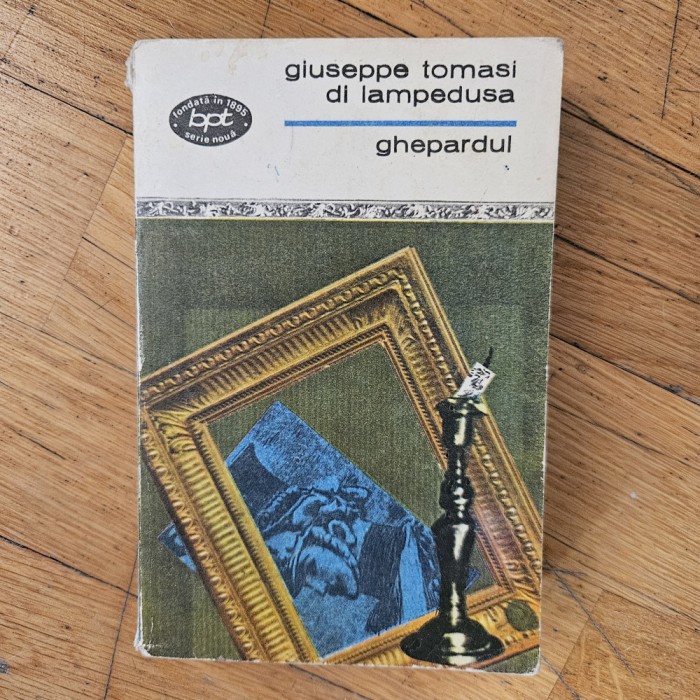 giuseppe tomasi
di lampedusa
fondată în 1895
bpt
serie nouă
ghepardul